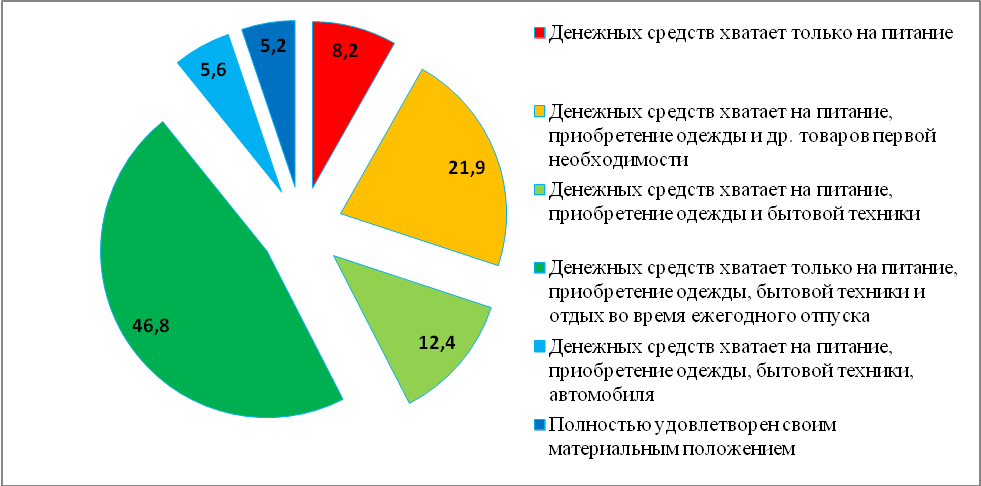 8,2
21,9
12,4
46,8
5,6
5,2
Денежных средств хватает только на питание
Денежных средств хватает на питание,
приобретение одежды и др. товаров первой
необходимости
Денежных средств хватает на питание,
приобретение одежды и бытовой техники
Денежных средств хватает только на питание,
приобретение одежды, бытовой техники и
отдых во время ежегодного отпуска
Денежных средств хватает на питание,
приобретение одежды, бытовой техники,
автомобиля
Полностью удовлетворен своим
материальным положением